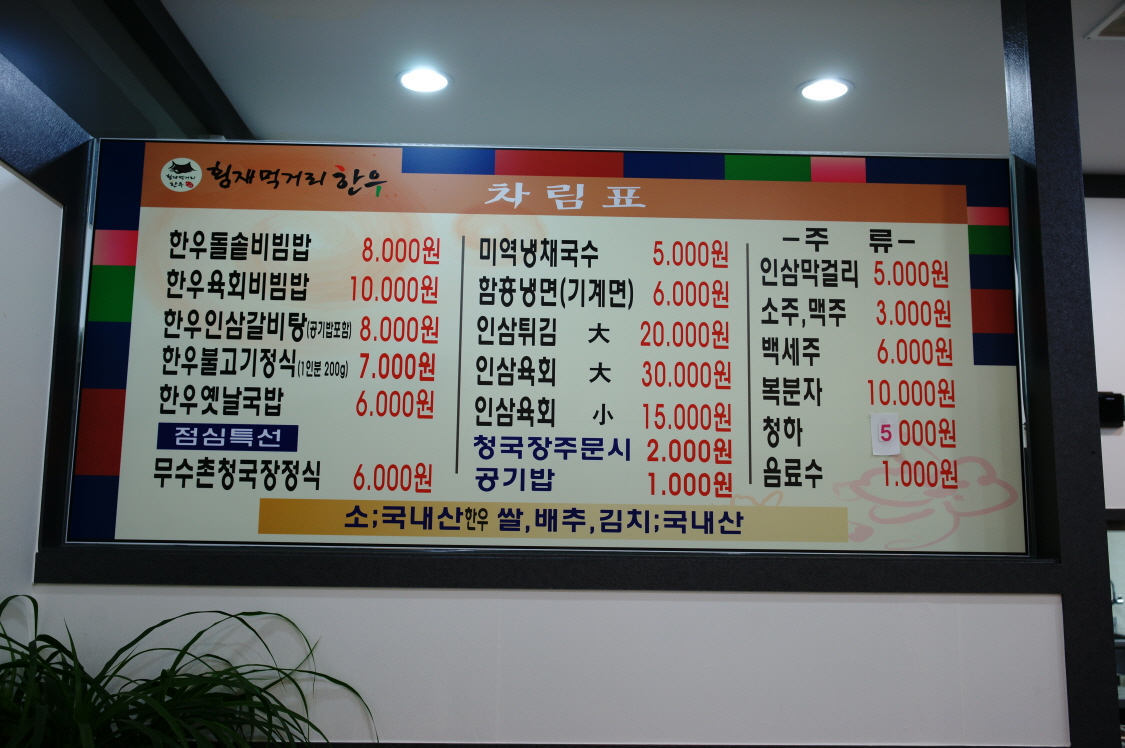 횡재먹거리 한우
횡재먹거리 한우
차림표
한우돌솥비빔밥 8.000원
한우육회비빔밥 10.000원
한우인삼갈비탕(공기밥포함) 8.000원
한우불고기정식(1인분 200g) 7.000원
한우옛날국밥 6.000원
점심특선
무수촌청국장정식 6.000원
미역냉채국수 5.000원
함흥냉면(기계면) 6.000원
인삼튀김 大 20.000원
인삼육회 大 30.000원
인삼육회 小 15.000원
청국장주문시 2.000원
공기밥 1.000원
-주 류-
인삼막걸리 5.000원
소주,맥주 3.000원
백세주 6.000원
복분자 10.000원
청하 5 000원
음료수 1.000원
소;국내산한우 쌀,배추,김치;국내산